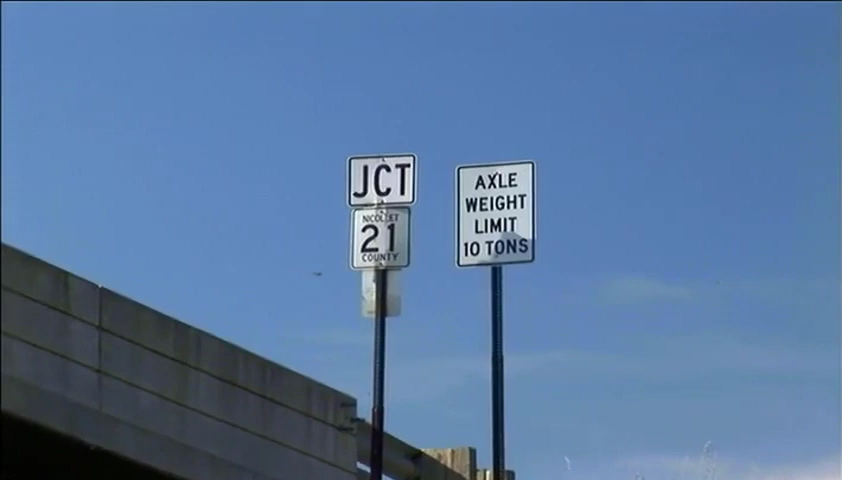 JCT
NICOLLET
21
COUNTY
AXLE
WEIGHT
LIMIT
10 TONS